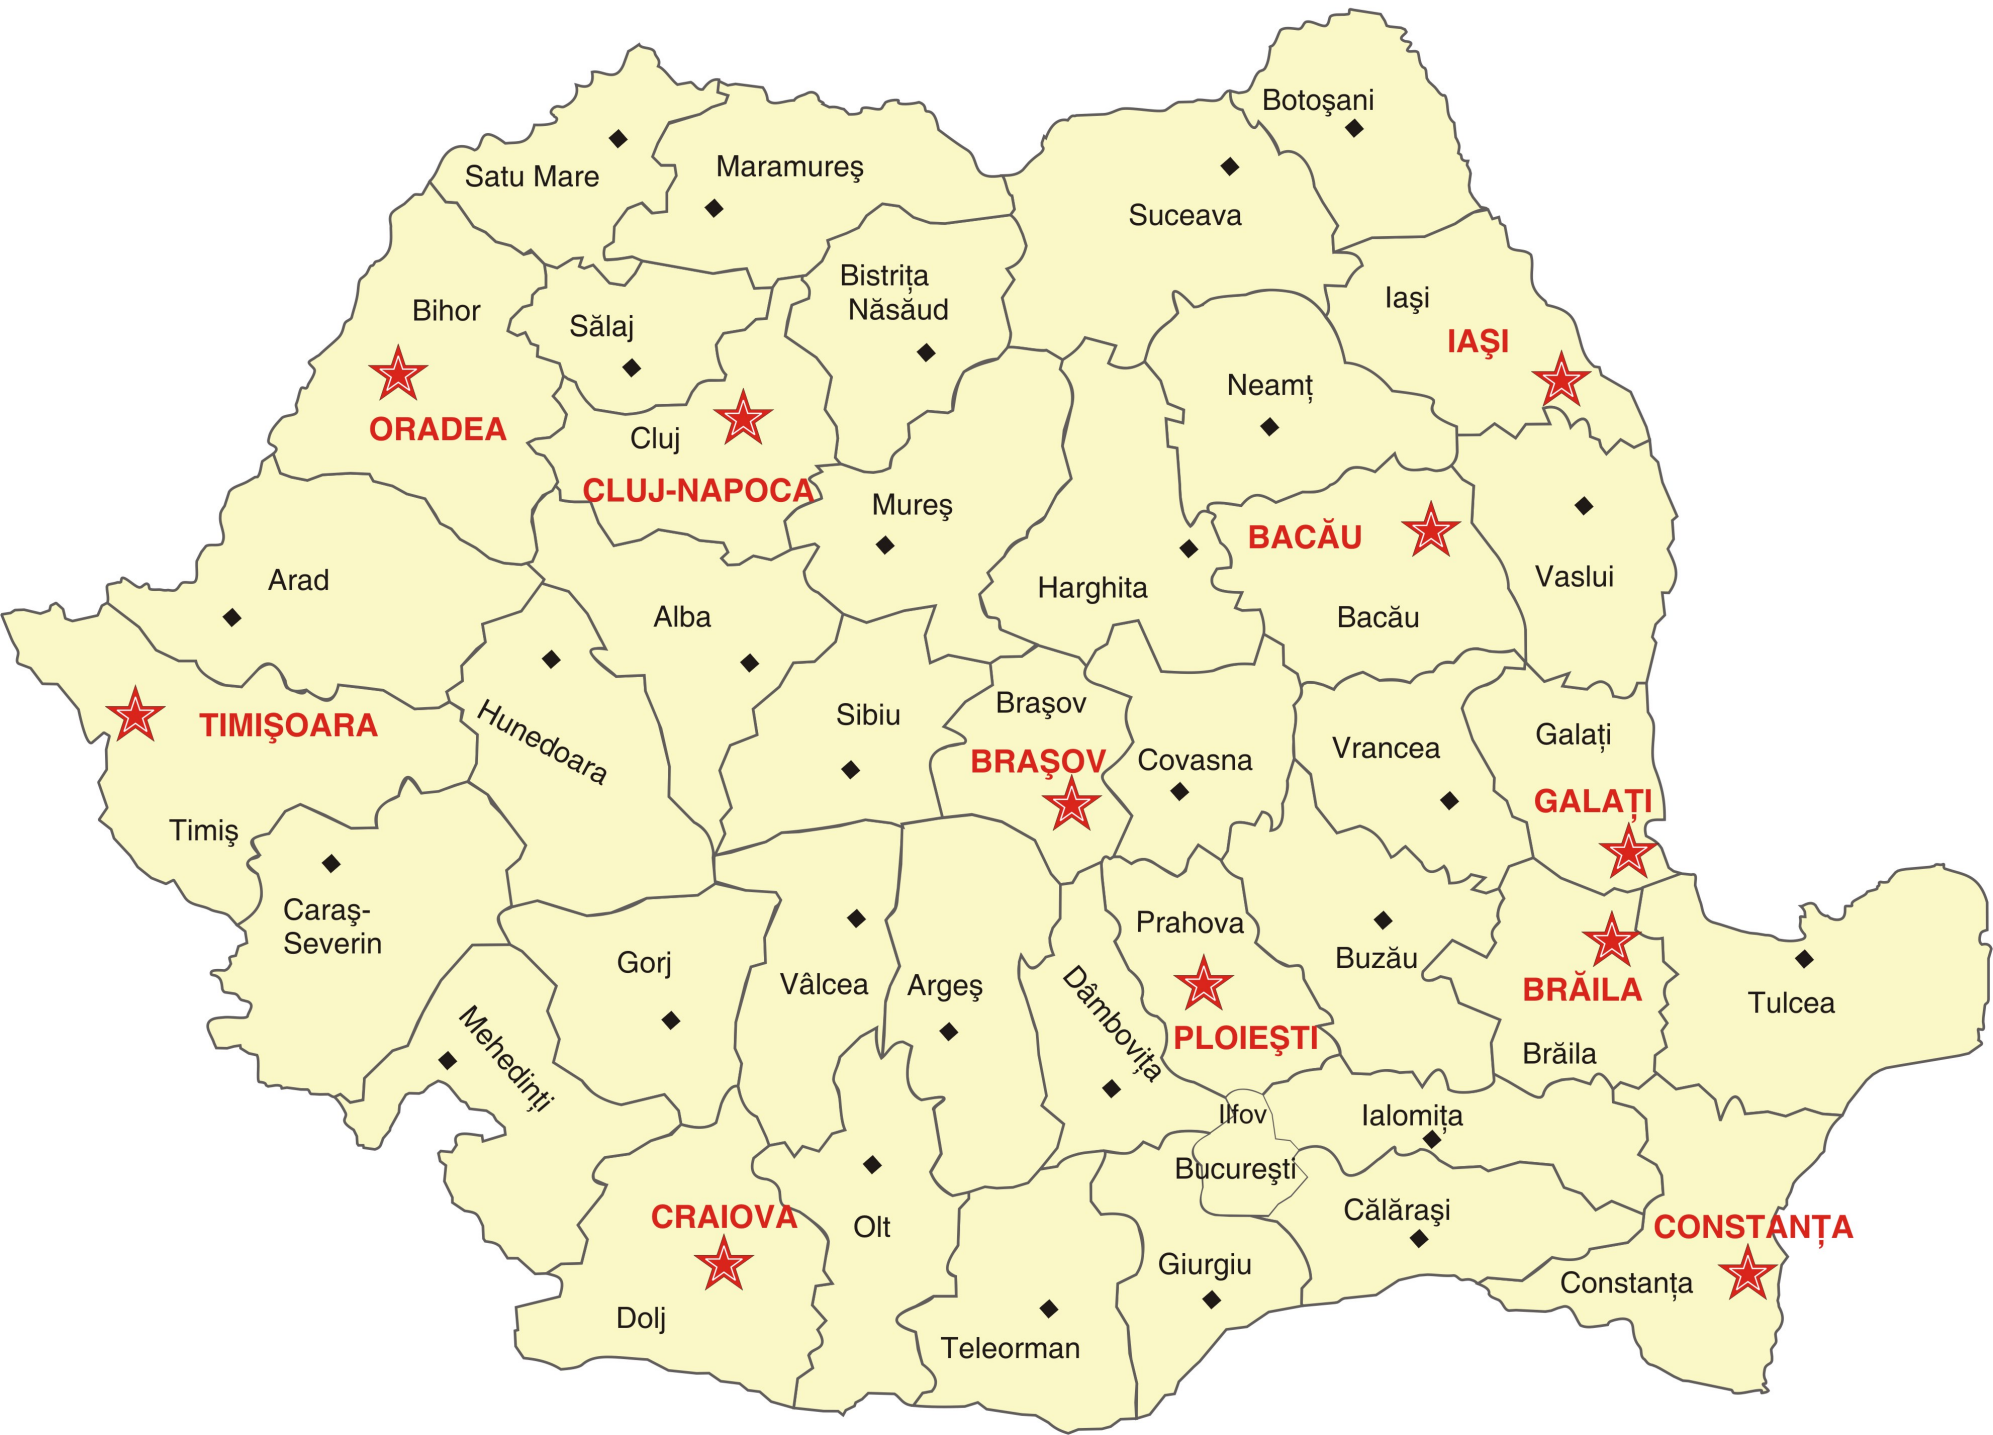 Botoşani
Satu Mare
Maramureş
Suceava
Bistrița
Năsăud
Iaşi
IAŞI
Bihor
Sălaj
Neamț
ORADEA
Cluj
CLUJ-NAPOCA
Mureş
BACĂU
Vaslui
Arad
Harghita
Alba
Bacău
TIMIŞOARA
Hunedoara
Sibiu
Braşov
BRAŞOV
Covasna
Vrancea
Galați
GALAȚI
Timiş
Caraş-
Severin
Gorj
Vâlcea
Argeş
Prahova
Buzău
BRĂILA
Tulcea
Mehedinți
Dâmbovița
PLOIEŞTI
Brăila
Ilfov
Ialomița
Bucureşti
CRAIOVA
Olt
Călăraşi
CONSTANȚA
Giurgiu
Constanța
Dolj
Teleorman